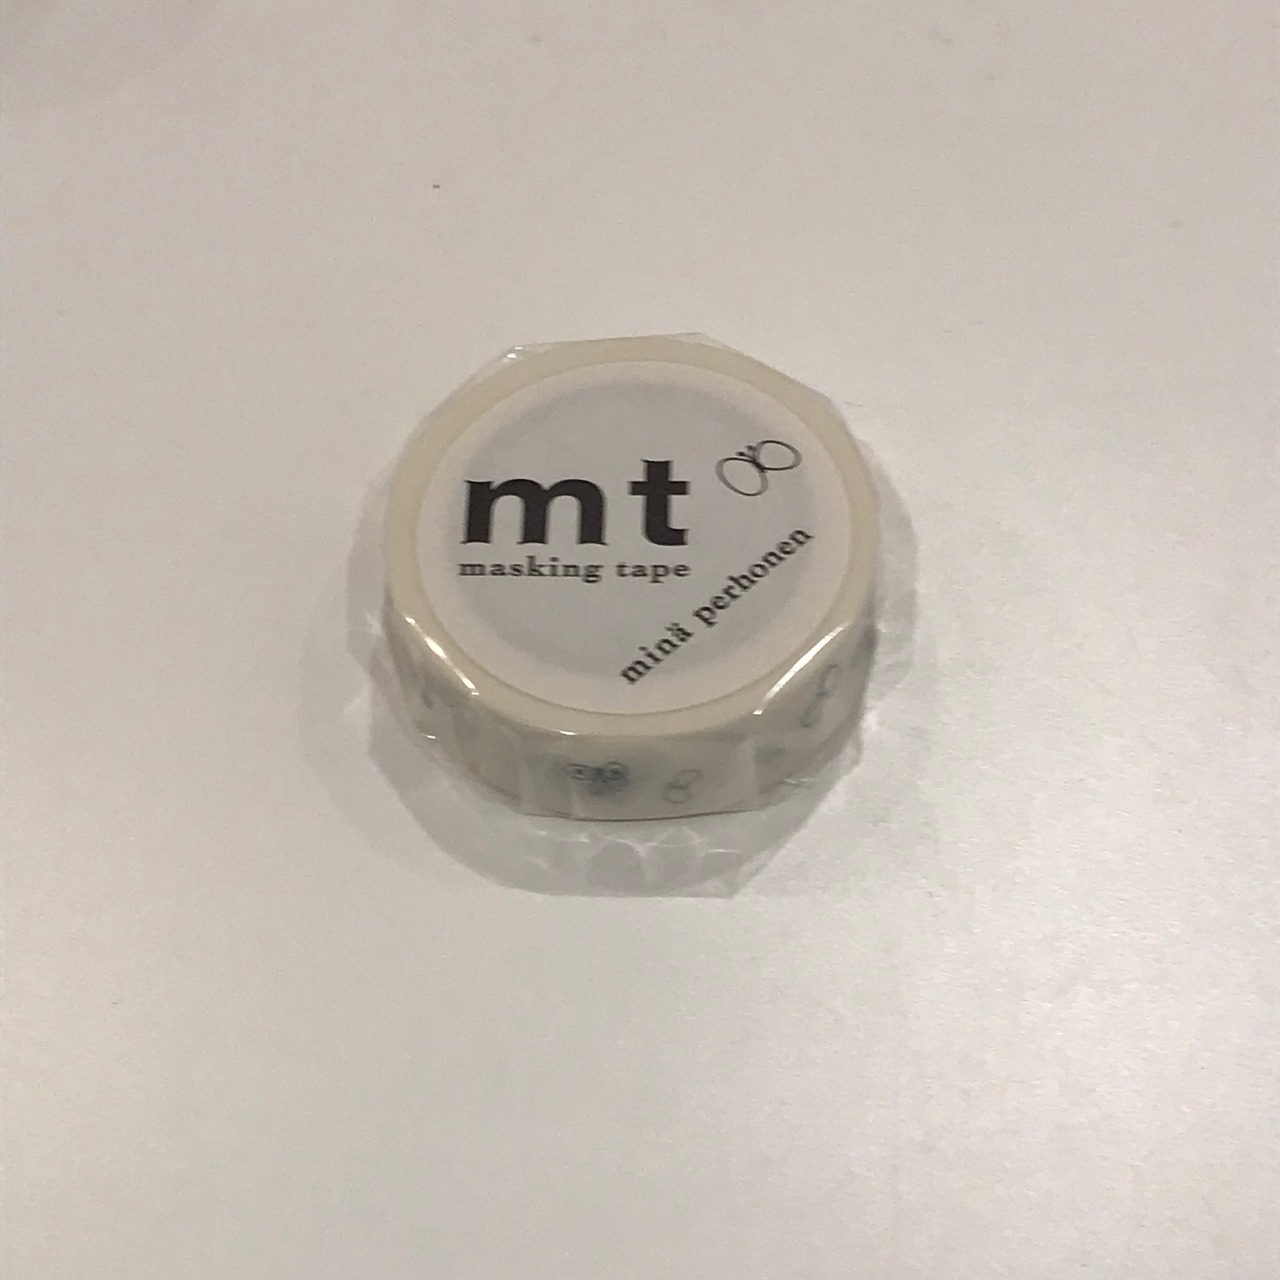 mt
masking tape
minä perhonen